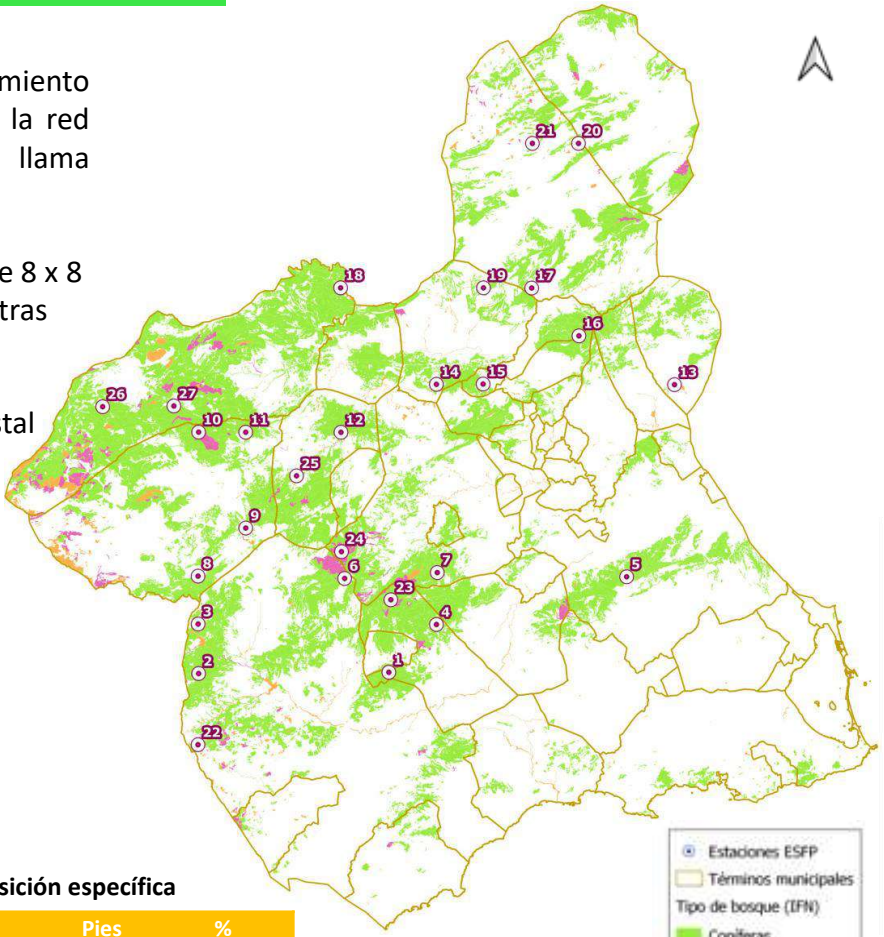 miento
la red
llama
e 8 x 8
tras
stal
21
20
18
19
17
16
14
15
13
26
27
10
11
12
25
9
24
8
6
7
5
23
3
4
2
1
22
Estaciones ESFP
Términos municipales
Tipo de bosque (IFN)
Coníferas
sición específica
Pies %